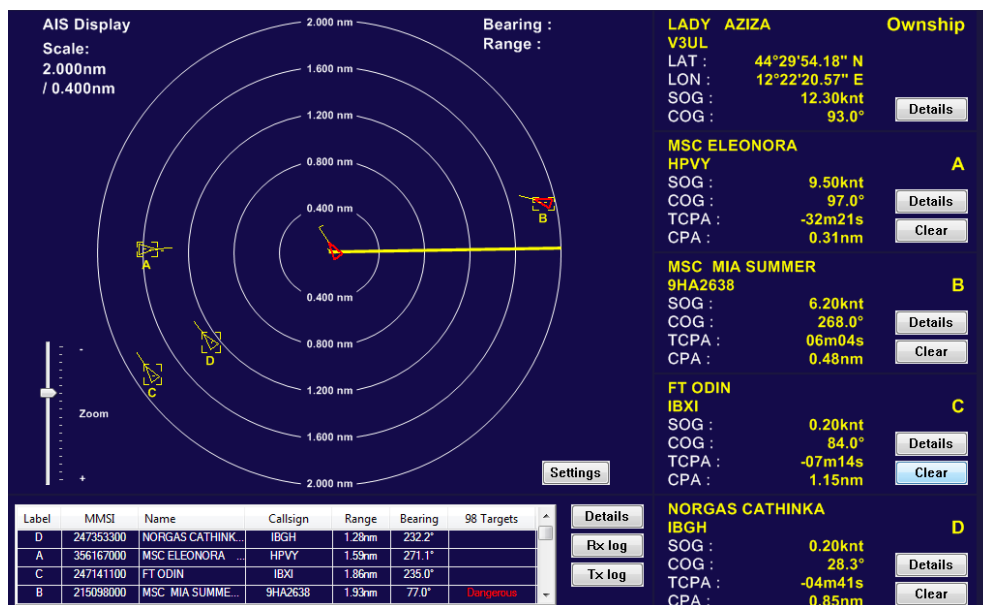 AIS Display
Scale:
2.000nm
/ 0.400nm
Bearing :
Range :
2.000 nm
1.600 nm
1.200 nm
0.800 nm
0.400 nm
0.400 nm
0.800 nm
1.200 nm
1.600 nm
2.000 nm
A
B
C
D
-
Zoom
+
Settings
LADY AZIZA Ownship
V3UL
LAT : 44°29'54.18" N
LON : 12°22'20.57" E
SOG : 12.30knt
COG : 93.0° Details
MSC ELEONORA
HPVY A
SOG : 9.50knt
COG : 97.0° Details
TCPA : -32m21s
CPA : 0.31nm Clear
MSC MIA SUMMER
9HA2638 B
SOG : 6.20knt
COG : 268.0° Details
TCPA : 06m04s
CPA : 0.48nm Clear
FT ODIN
IBXI C
SOG : 0.20knt
COG : 84.0° Details
TCPA : -07m14s
CPA : 1.15nm Clear
NORGAS CATHINKA
IBGH D
SOG : 0.20knt
COG : 28.3° Details
TCPA : -04m41s
CPA : 0.85nm Clear
Label MMSI Name Callsign Range Bearing 98 Targets
D 247353300 NORGAS CATHINK... IBGH 1.28nm 232.2°
A 356167000 MSC ELEONORA ... HPVY 1.59nm 271.1°
C 247141100 FT ODIN IBXI 1.86nm 235.0°
B 215098000 MSC MIA SUMME... 9HA2638 1.93nm 77.0° Dangerous
Details
Rx log
Tx log